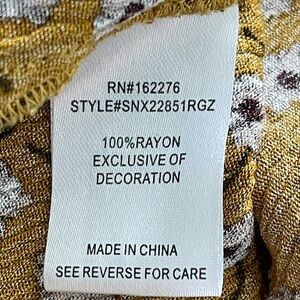 RN#162276
STYLE#SNX22851RGZ
100%RAYON
EXCLUSIVE OF
DECORATION
MADE IN CHINA
SEE REVERSE FOR CARE